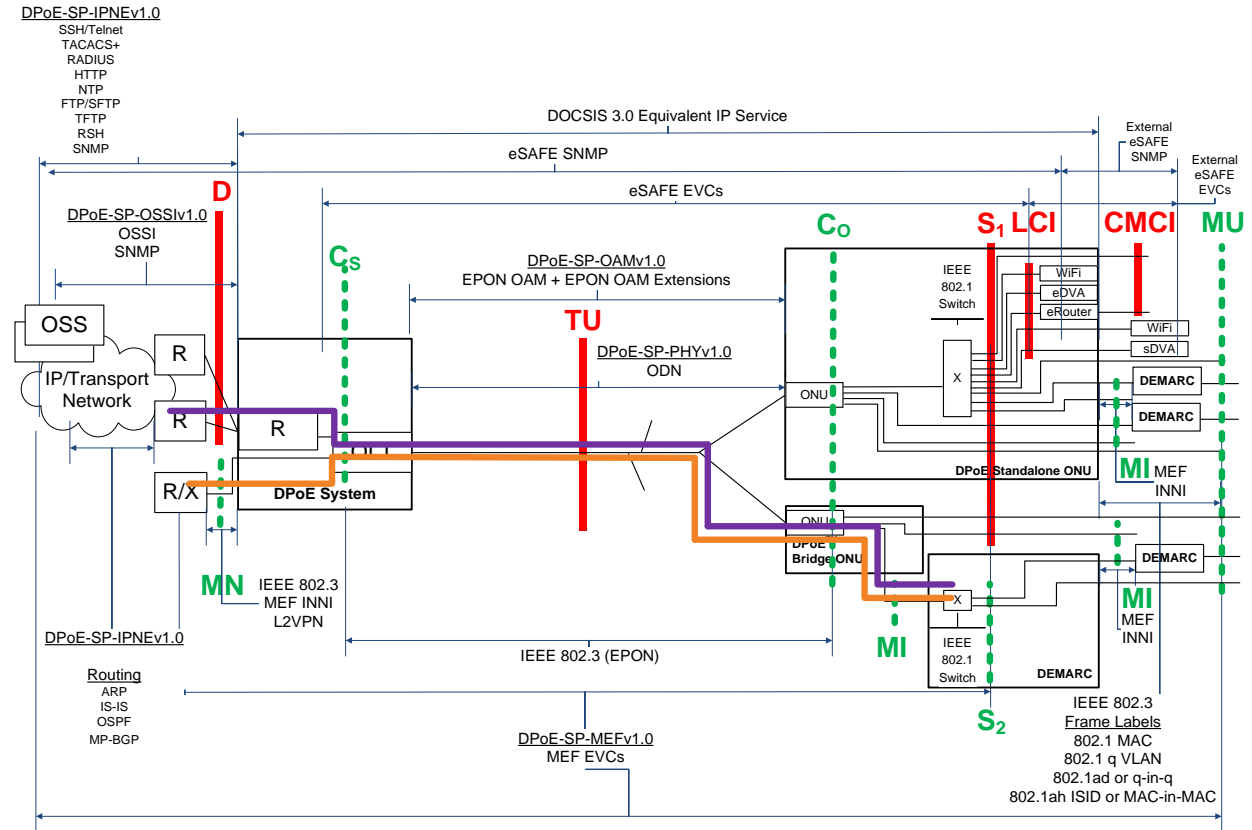 DPoE-SP-IPNEv1.0
SSH/Telnet
TACACS+
RADIUS
HTTP
NTP
FTP/SFTP
TFTP
RSH
SNMP
DOCSIS 3.0 Equivalent IP Service
eSAFE SNMP
External
eSAFE
SNMP
External
eSAFE
EVCs
eSAFE EVCs
D
DPoE-SP-OSSIv1.0
OSSI
SNMP
CS
DPoE-SP-OAMv1.0
EPON OAM + EPON OAM Extensions
CO
S1
LCI
CMCI
MU
IEEE
802.1
Switch
WiFi
eDVA
eRouter
WiFi
sDVA
OSS
IP/Transport
Network
R
R
R/X
R
DPoE System
TU
DPoE-SP-PHYv1.0
ODN
ONU
X
DEMARC
DEMARC
DPoE Standalone ONU
MI
MEF
INNI
ONU
DPoE
Bridge ONU
DEMARC
MN
IEEE 802.3
MEF INNI
L2VPN
MI
X
IEEE
802.1
Switch
DEMARC
MI
MEF
INNI
DPoE-SP-IPNEv1.0
Routing
ARP
IS-IS
OSPF
MP-BGP
IEEE 802.3 (EPON)
S2
DPoE-SP-MEFv1.0
MEF EVCs
IEEE 802.3
Frame Labels
802.1 MAC
802.1 q VLAN
802.1ad or q-in-q
802.1ah ISID or MAC-in-MAC